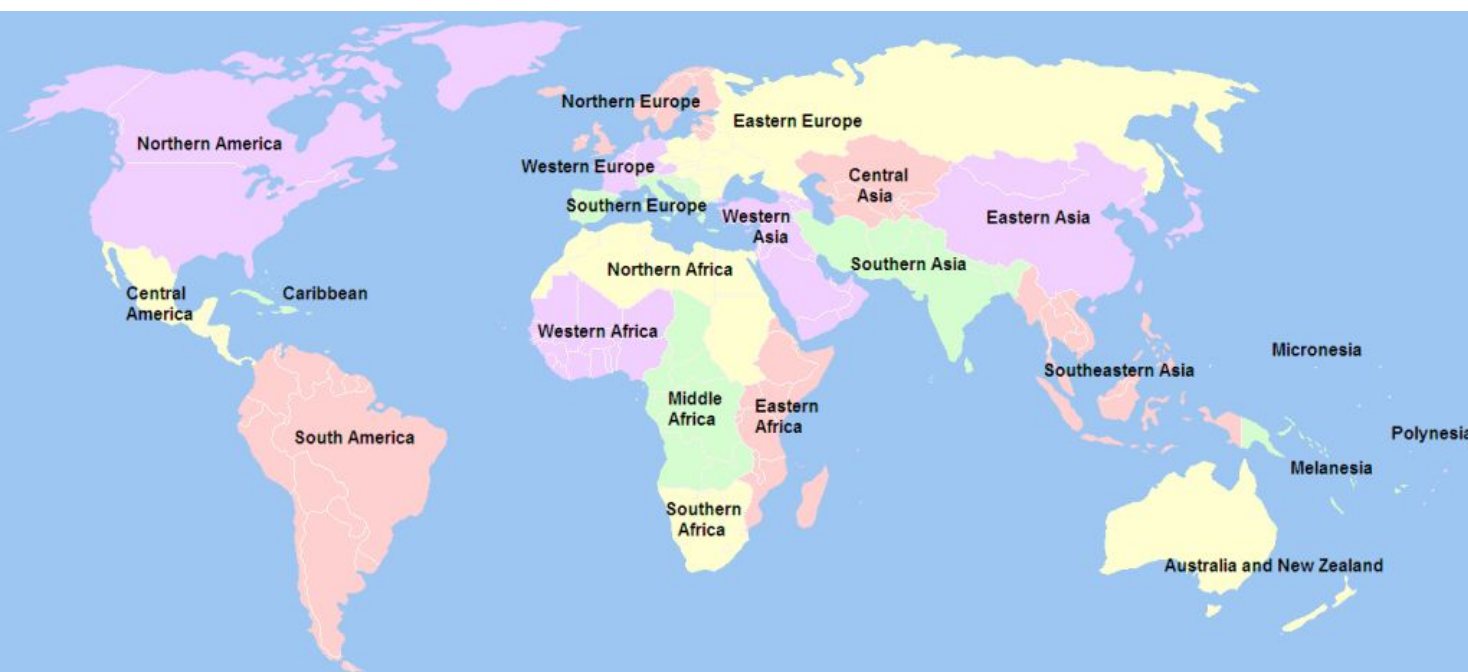 Northern Europe
Eastern Europe
Northern America
Western Europe
Central
Asia
Southern Europe
Western
Asia
Eastern Asia
Southern Asia
Northern Africa
Central
America
Caribbean
Western Africa
Micronesia
Southeastern Asia
Middle
Africa
Eastern
Africa
South America
Polynesia
Melanesia
Southern
Africa
Australia and New Zealand